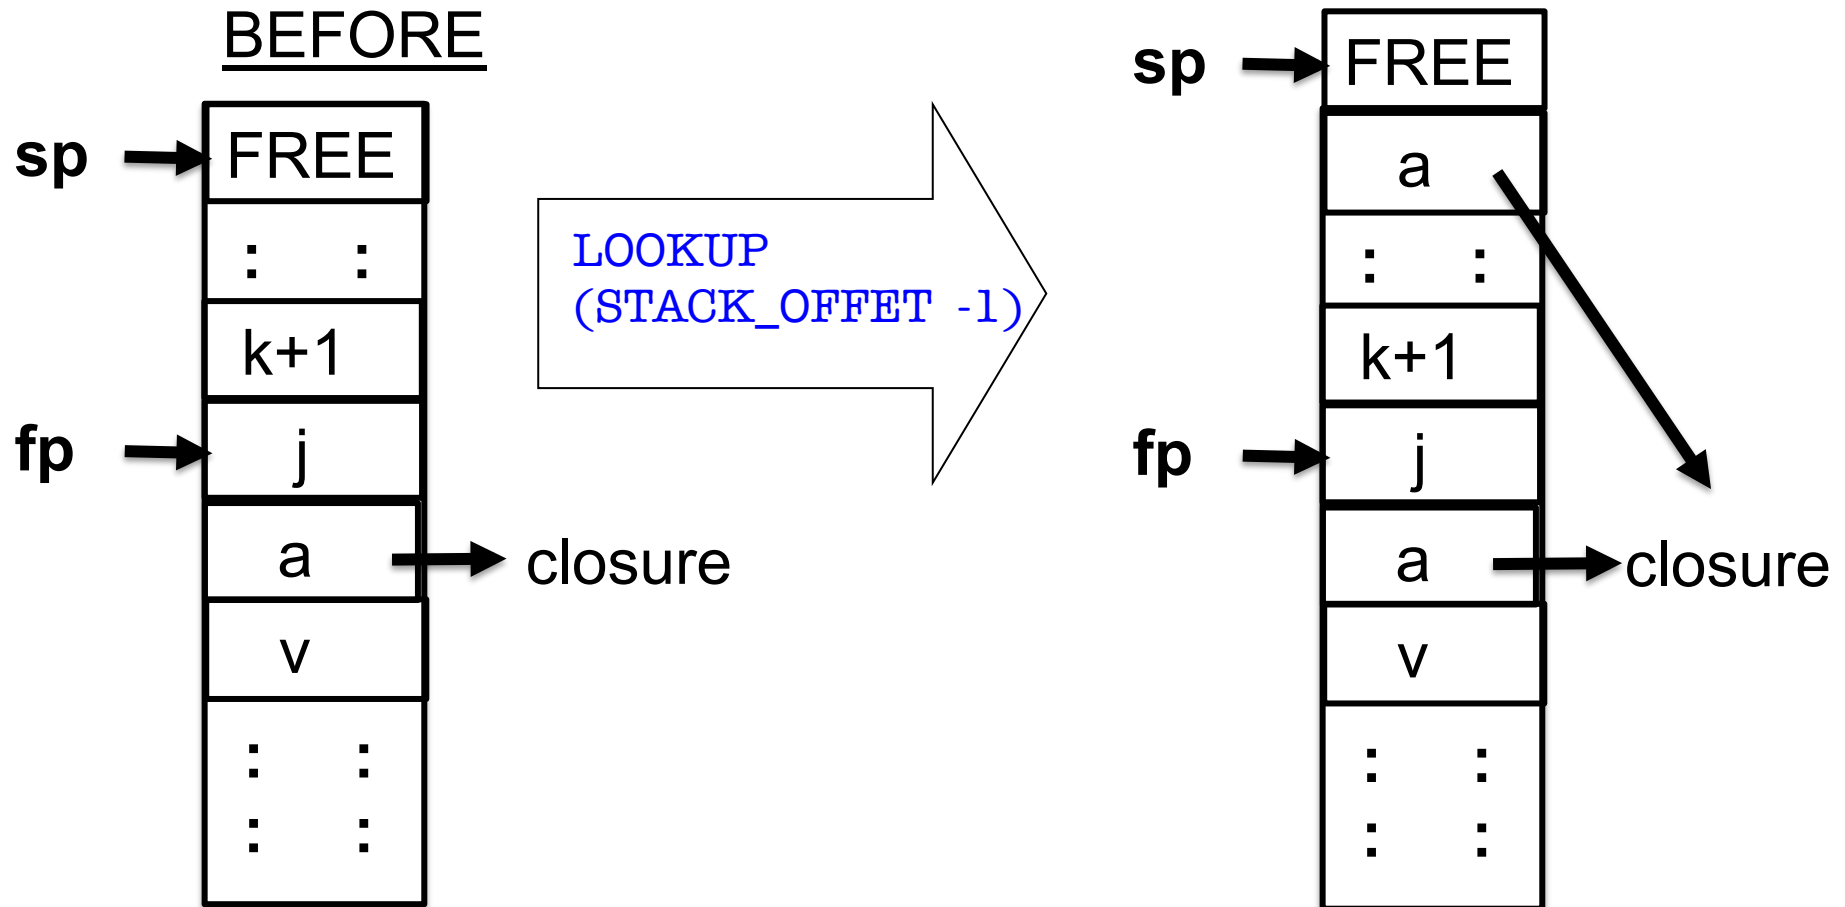 BEFORE
sp
FREE
: :
k+1
fp
j
a
closure
v
: :
: :
LOOKUP
(STACK_OFFET -1)
sp
FREE
a
: :
k+1
fp
j
a
closure
v
: :
: :